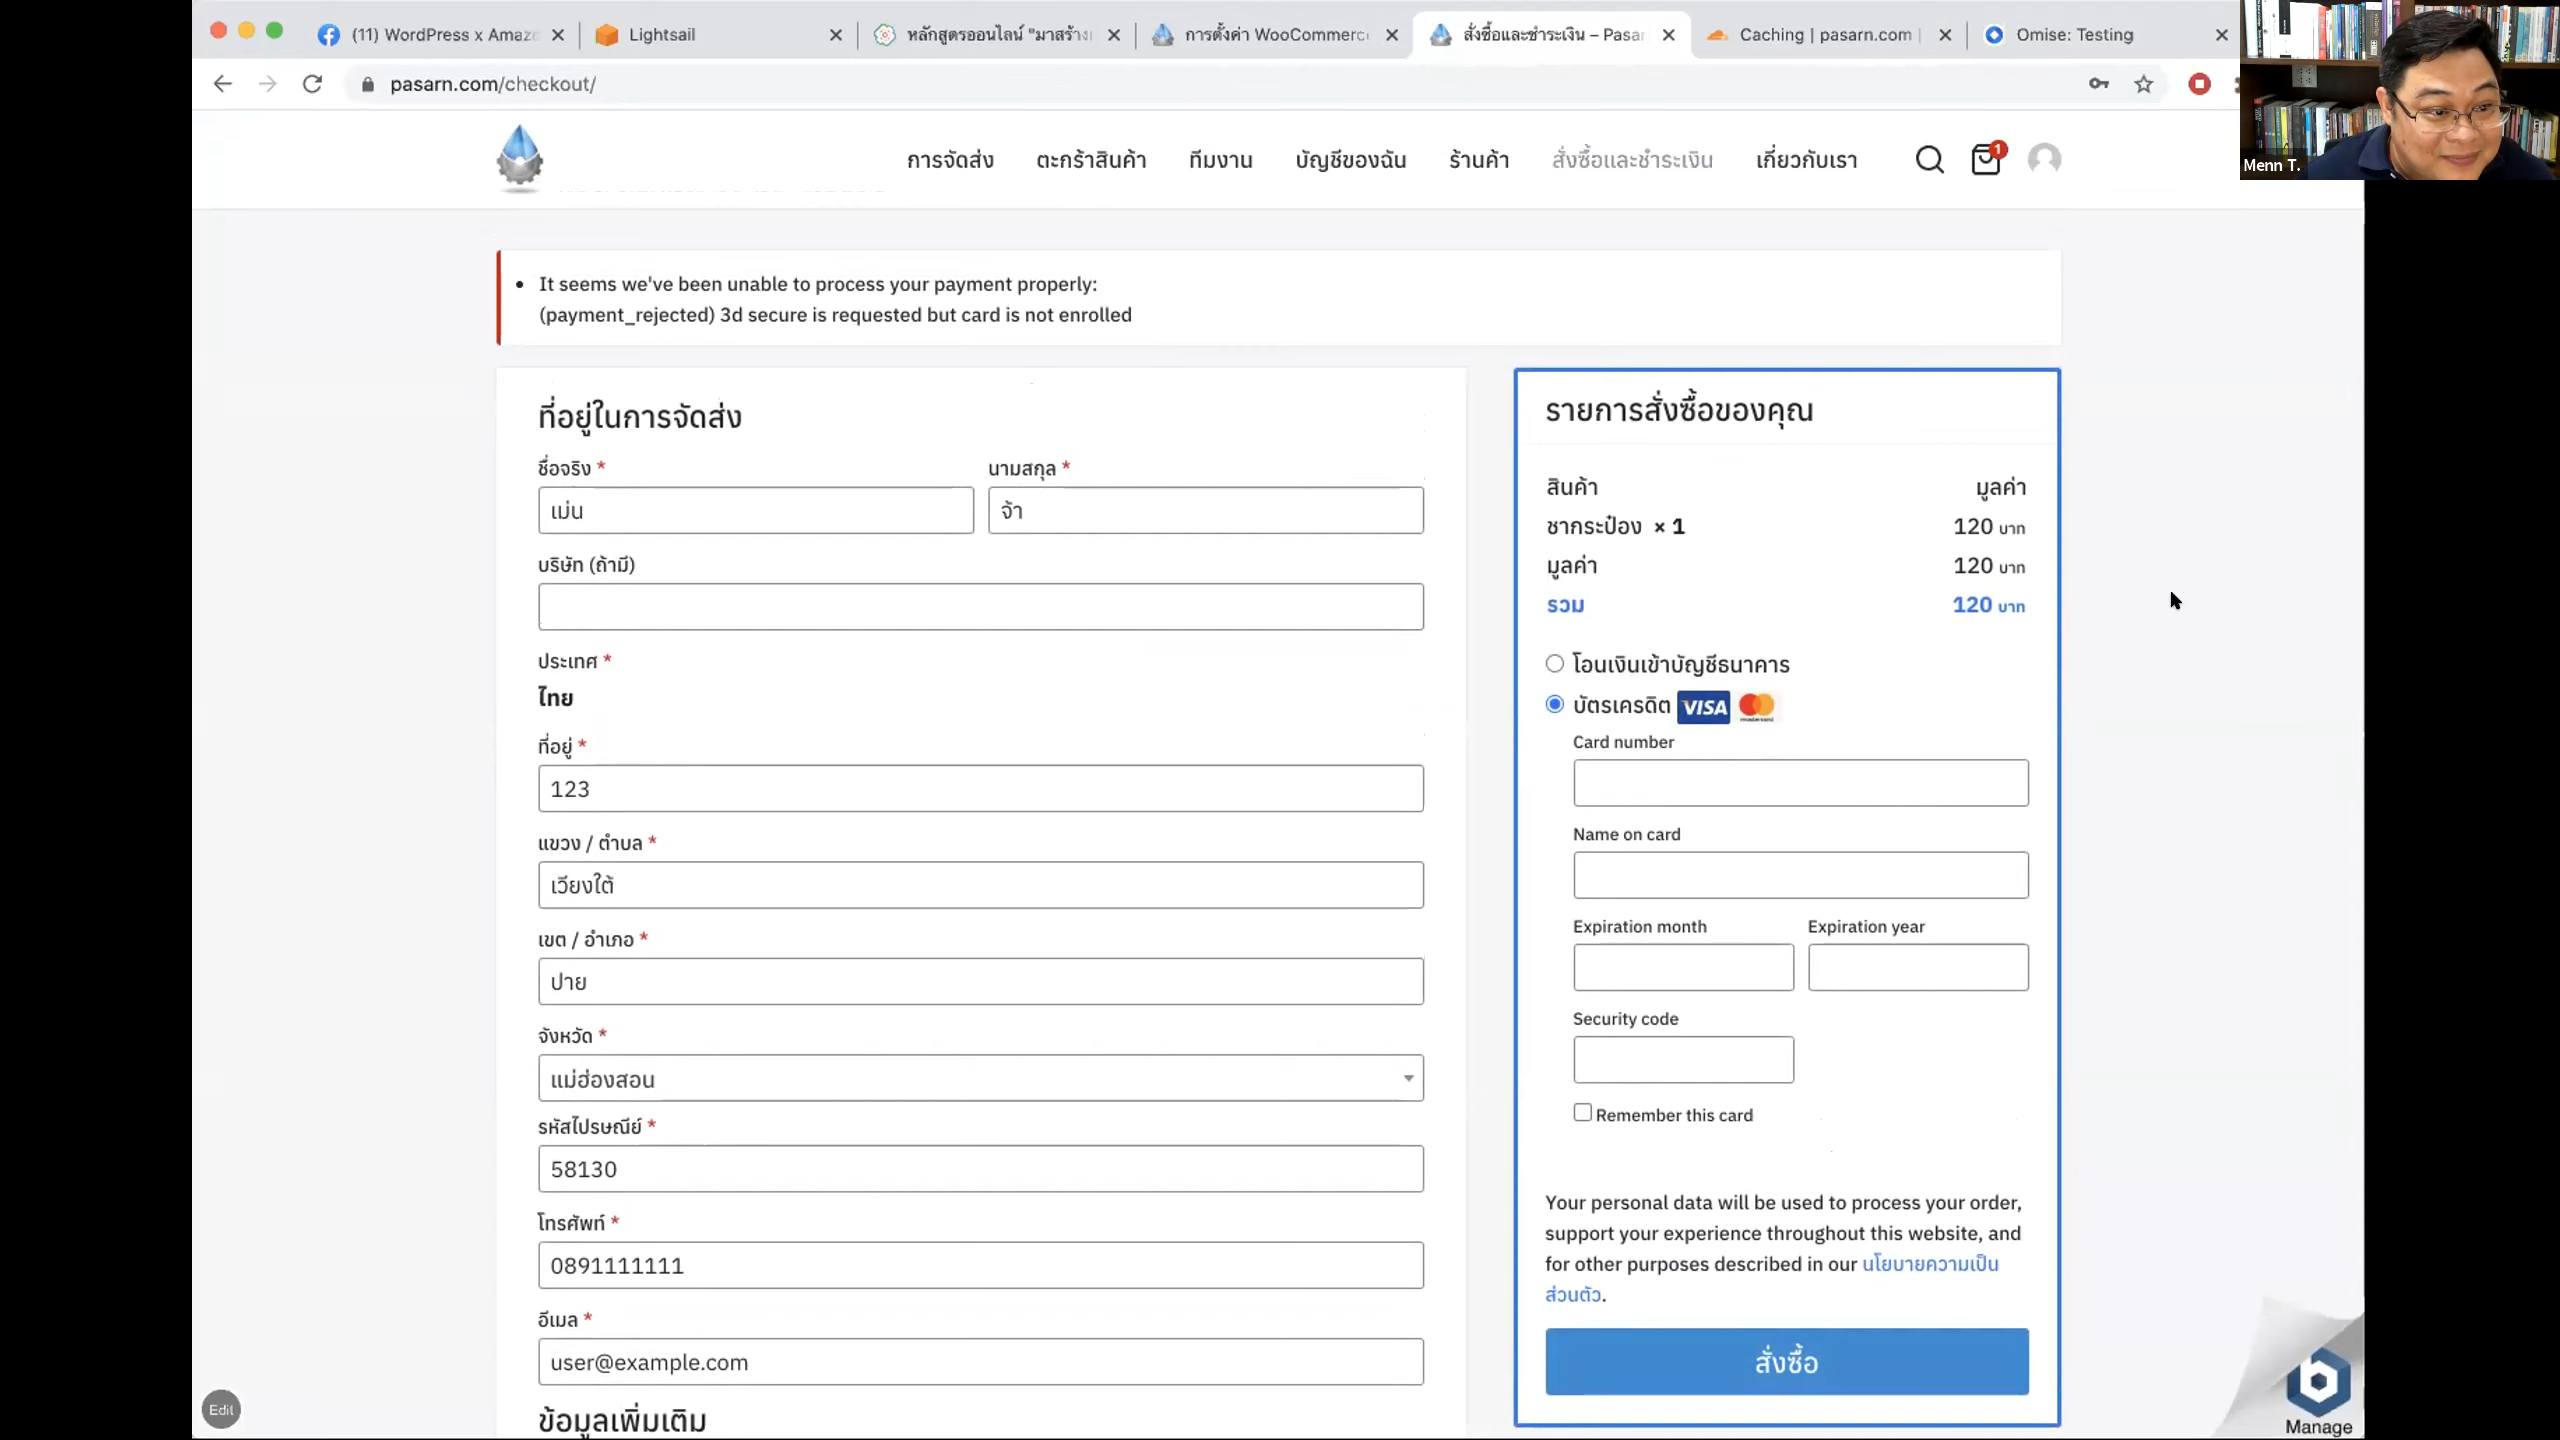 (11) WordPress x Amazo
Lightsail
หลักสูตรออนไลน์ "มาสร้าง
การตั้งค่า WooCommerc
สั่งซื้อและชำระเงิน – Pasar
Caching | pasarn.com |
Omise: Testing
pasarn.com/checkout/
Menn T.
การจัดส่ง ตะกร้าสินค้า ทีมงาน บัญชีของฉัน ร้านค้า สั่งซื้อและชำระเงิน เกี่ยวกับเรา 1
It seems we've been unable to process your payment properly:
(payment_rejected) 3d secure is requested but card is not enrolled
ที่อยู่ในการจัดส่ง
ชื่อจริง * นามสกุล *
เม่น จ้า
บริษัท (ถ้ามี)
ประเทศ *
ไทย
ที่อยู่ *
123
แขวง / ตำบล *
เวียงใต้
เขต / อำเภอ *
ปาย
จังหวัด *
แม่ฮ่องสอน
รหัสไปรษณีย์ *
58130
โทรศัพท์ *
0891111111
อีเมล *
user@example.com
ข้อมูลเพิ่มเติม
รายการสั่งซื้อของคุณ
สินค้า มูลค่า
ชากระป๋อง × 1 120 บาท
มูลค่า 120 บาท
รวม 120 บาท
โอนเงินเข้าบัญชีธนาคาร
บัตรเครดิต VISA
Card number
Name on card
Expiration month Expiration year
Security code
Remember this card
Your personal data will be used to process your order,
support your experience throughout this website, and
for other purposes described in our นโยบายความเป็น
ส่วนตัว.
สั่งซื้อ
Edit
Manage